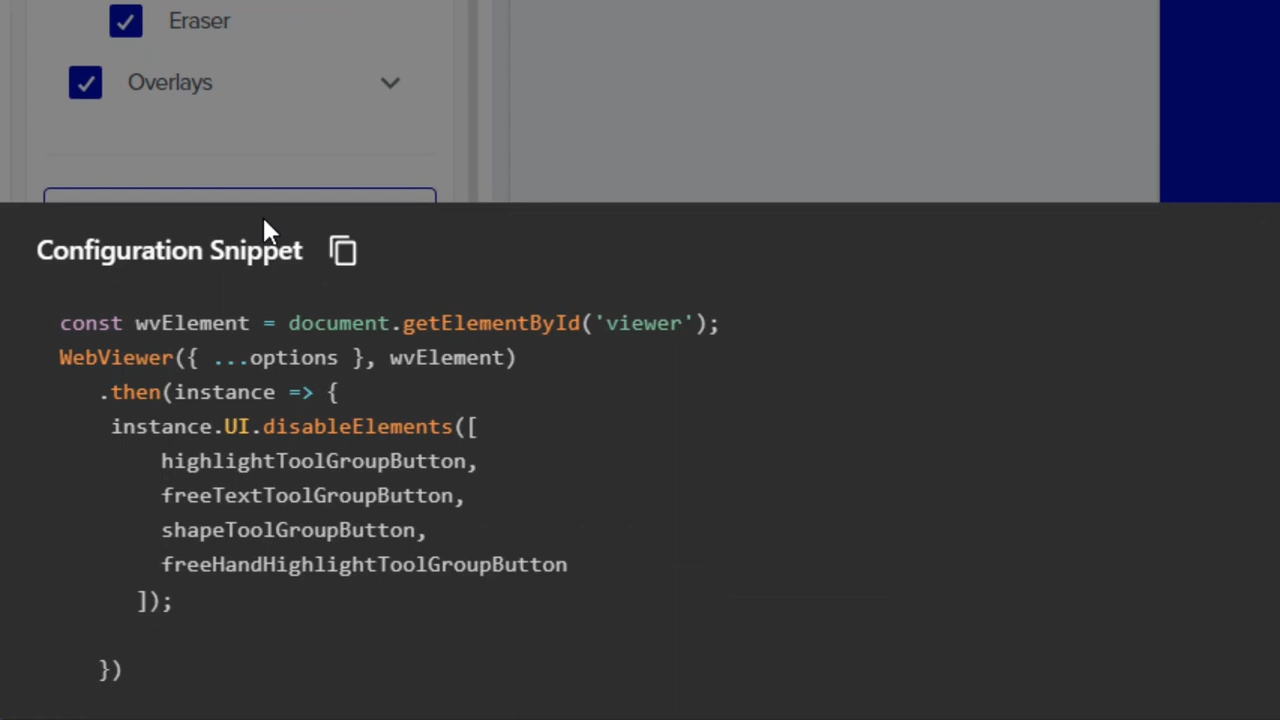 Eraser
Overlays
Configuration Snippet
const wvElement = document.getElementById('viewer');
WebViewer({ ...options }, wvElement)
.then(instance => {
instance.UI.disableElements([
highlightToolGroupButton,
freeTextToolGroupButton,
shapeToolGroupButton,
freeHandHighlightToolGroupButton
]);
})